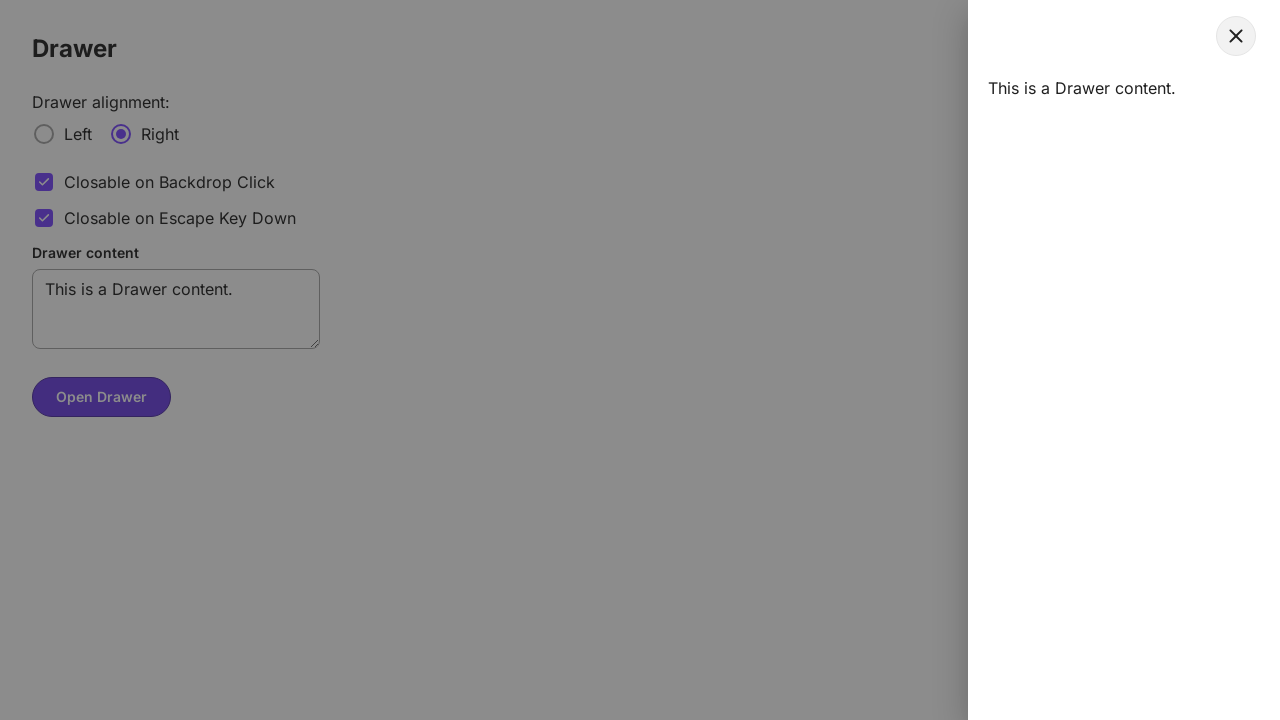 Drawer
Drawer alignment:
Left
Right
Closable on Backdrop Click
Closable on Escape Key Down
Drawer content
This is a Drawer content.
Open Drawer
This is a Drawer content.